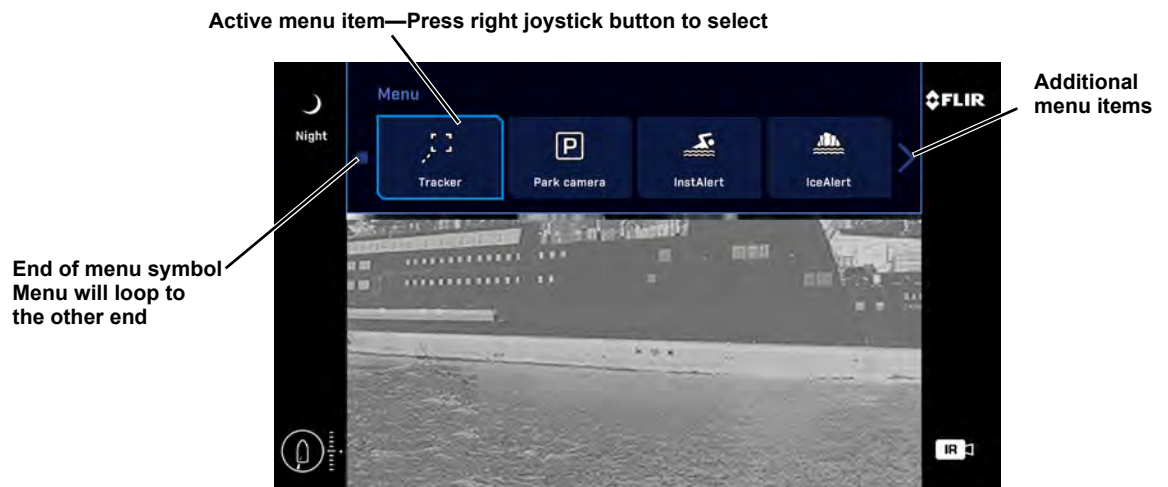 Active menu item—Press right joystick button to select
Additional
menu items
Menu
FLIR
Night
P
Tracker
Park camera
InstAlert
IceAlert
End of menu symbol
Menu will loop to
the other end
IR